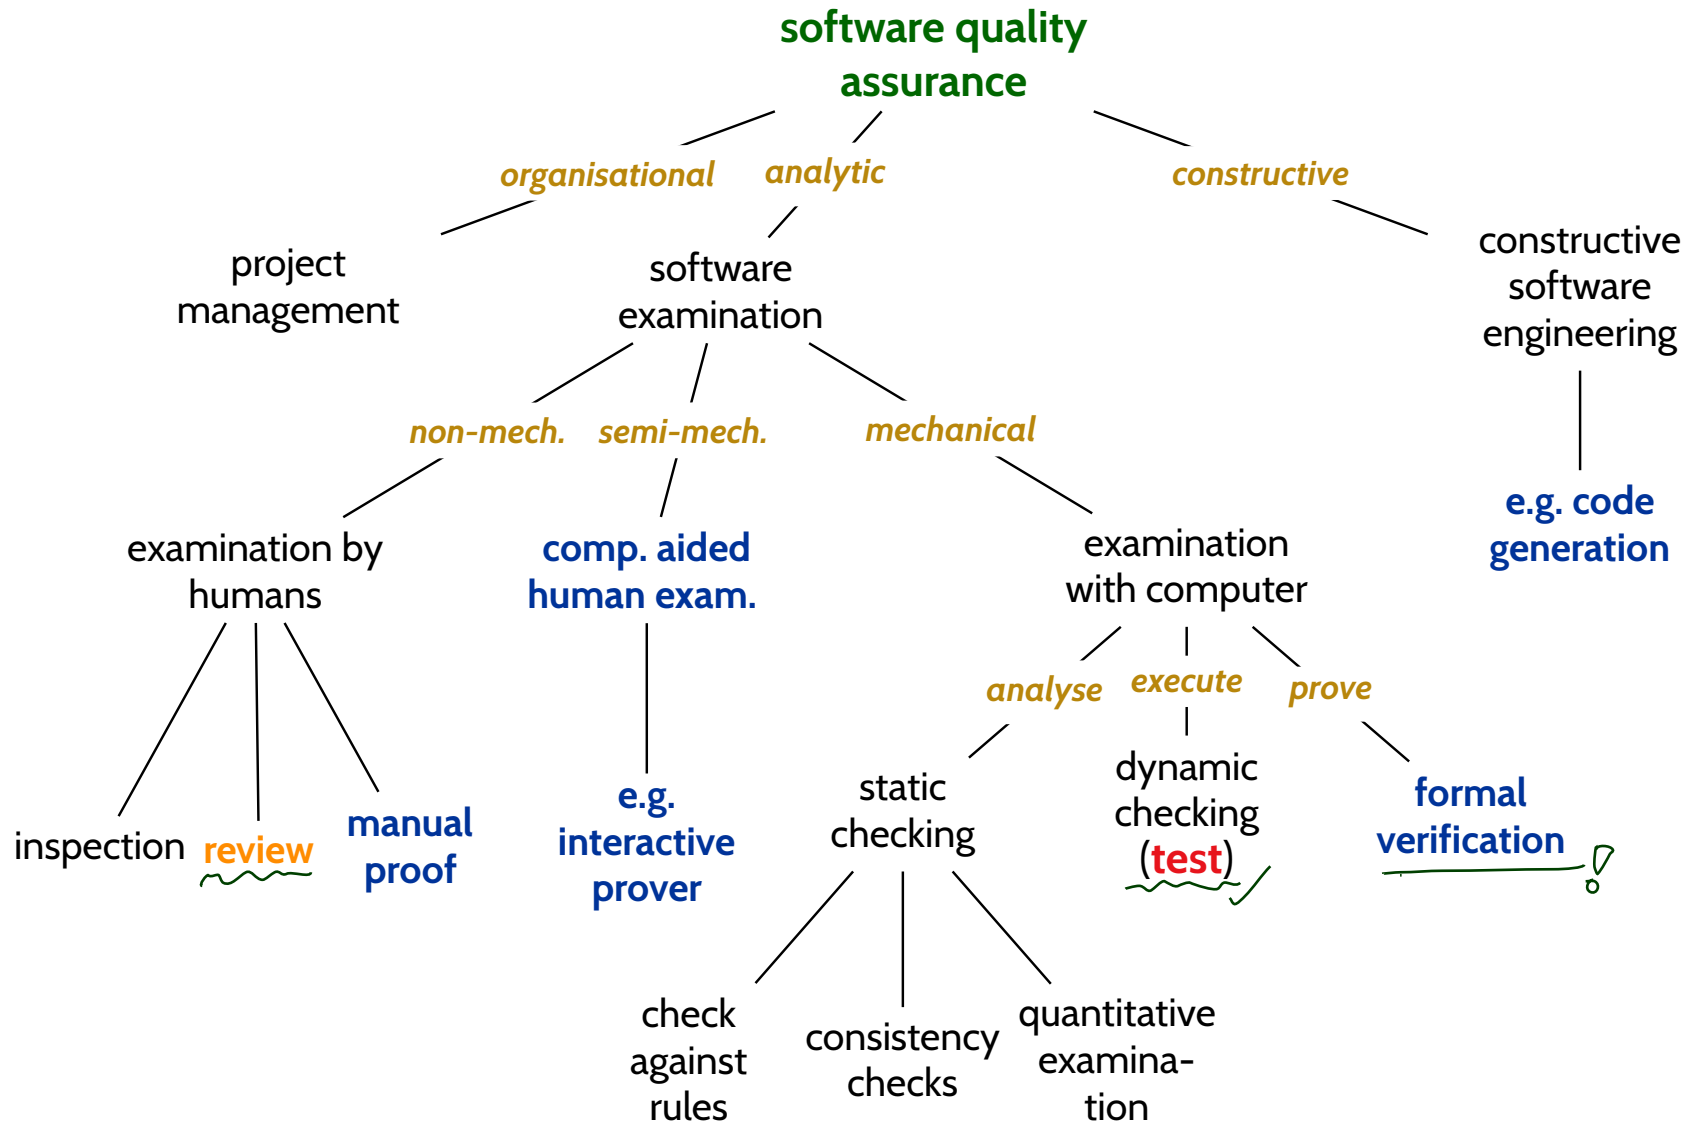 software quality
assurance
organisational
analytic
constructive
project
management
software
examination
constructive
software
engineering
non-mech.
semi-mech.
mechanical
e.g. code
generation
examination by
humans
comp. aided
human exam.
examination
with computer
analyse
execute
prove
inspection
review
manual
proof
e.g.
interactive
prover
static
checking
dynamic
checking
(test)
formal
verification
!
check
against
rules
consistency
checks
quantitative
examina-
tion